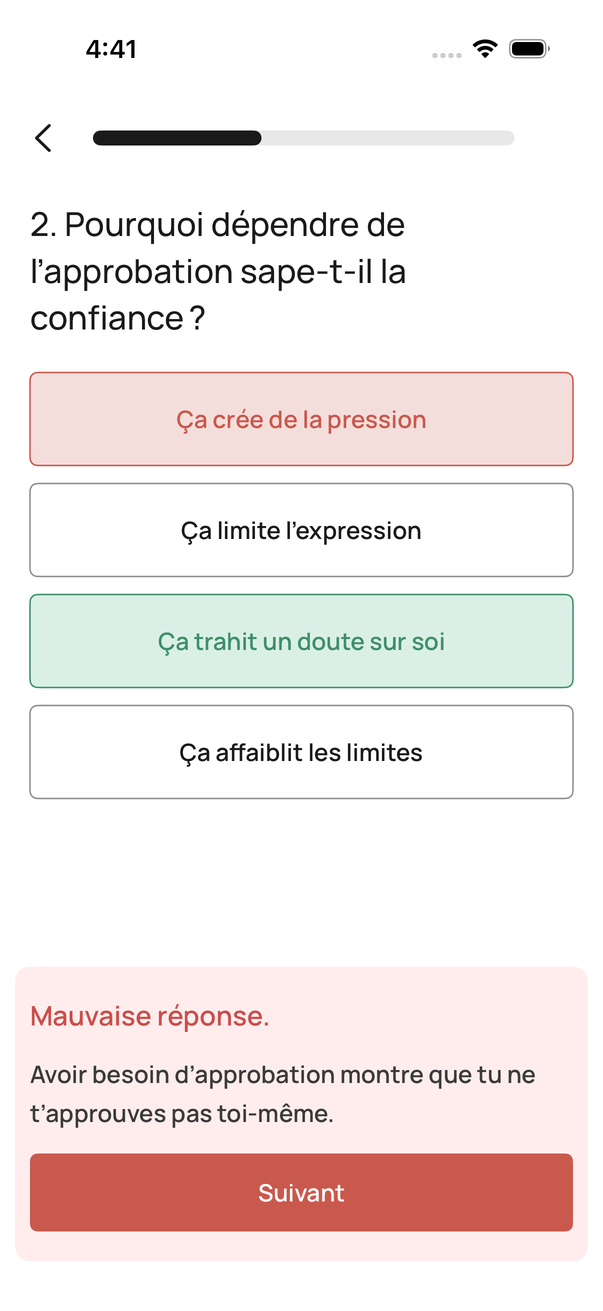 4:41
2. Pourquoi dépendre de
l’approbation sape-t-il la
confiance ?
Ça crée de la pression
Ça limite l’expression
Ça trahit un doute sur soi
Ça affaiblit les limites
Mauvaise réponse.
Avoir besoin d’approbation montre que tu ne
t’approuves pas toi-même.
Suivant